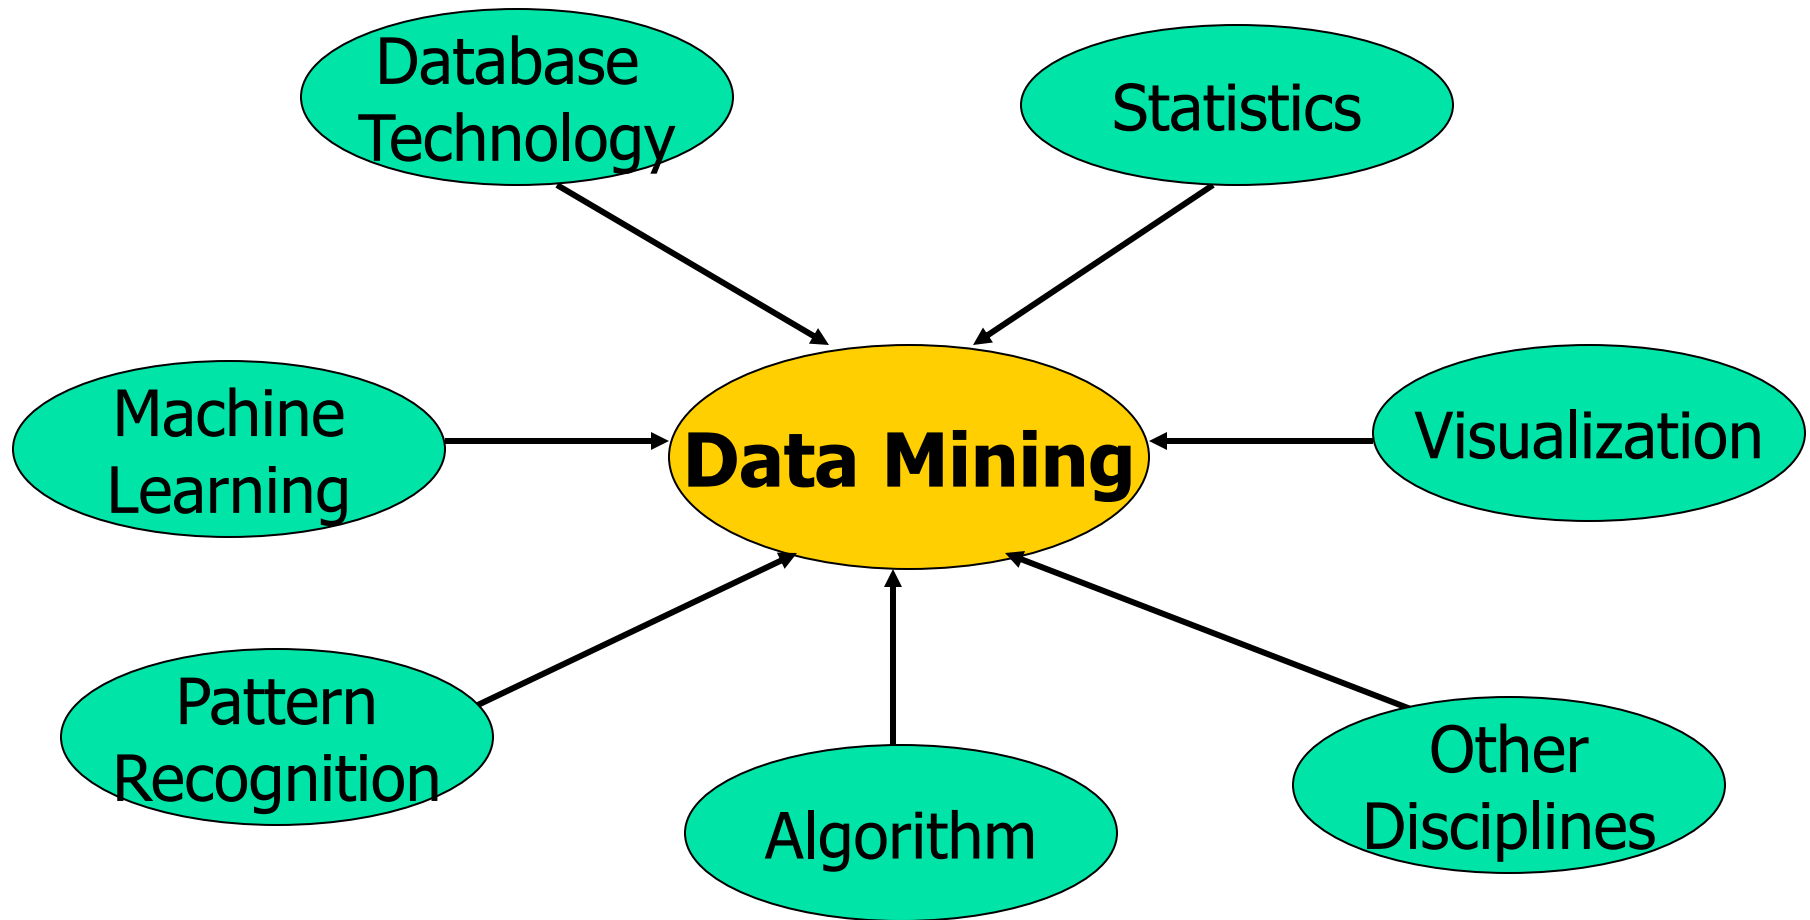 Database
Technology
Statistics
Machine
Learning
Data Mining
Visualization
Pattern
Recognition
Algorithm
Other
Disciplines